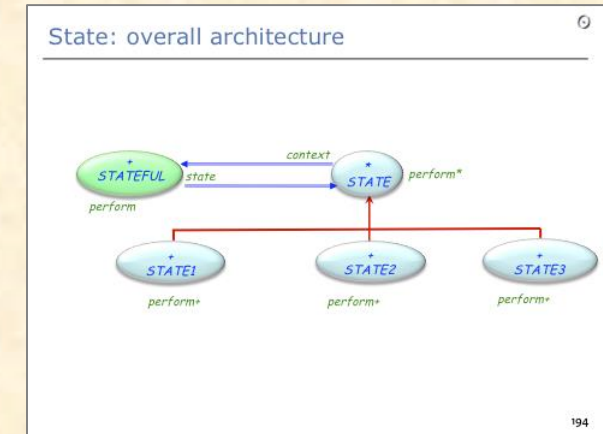 State: overall architecture
context
+
STATEFUL
state
*
STATE
perform*
perform
+
STATE1
+
STATE2
+
STATE3
perform+
perform+
perform+
194